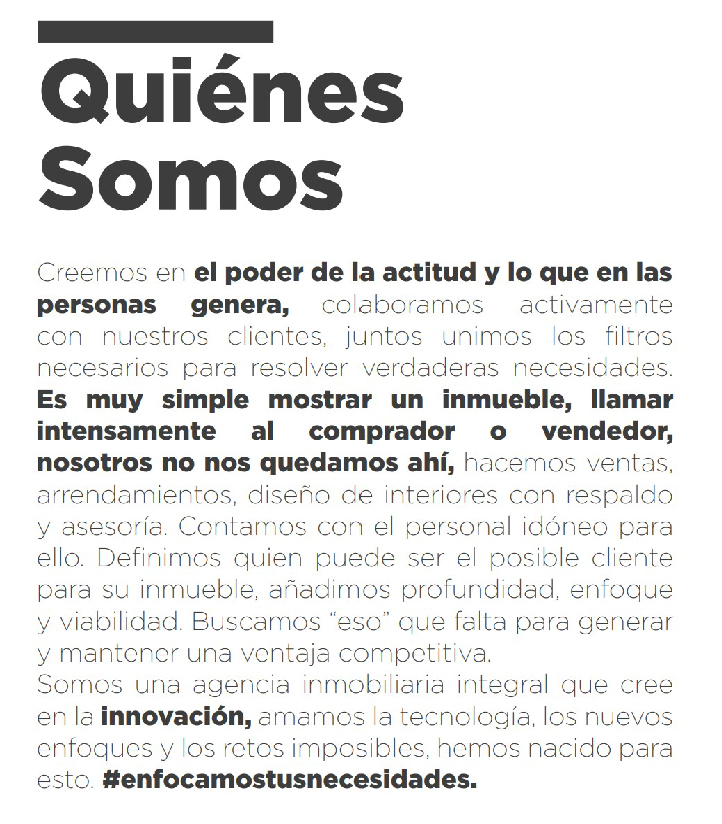 Quiénes
Somos
Creemos en el poder de la actitud y lo que en las
personas genera, colaboramos activamente
con nuestros clientes, juntos unimos los filtros
necesarios para resolver verdaderas necesidades.
Es muy simple mostrar un inmueble, llamar
intensamente al comprador o vendedor,
nosotros no nos quedamos ahí, hacemos ventas,
arrendamientos, diseño de interiores con respaldo
y asesoría. Contamos con el personal idóneo para
ello. Definimos quien puede ser el posible cliente
para su inmueble, añadimos profundidad, enfoque
y viabilidad. Buscamos “eso” que falta para generar
y mantener una ventaja competitiva.
Somos una agencia inmobiliaria integral que cree
en la innovación, amamos la tecnología, los nuevos
enfoques y los retos imposibles, hemos nacido para
esto. #enfocamostusnecesidades.